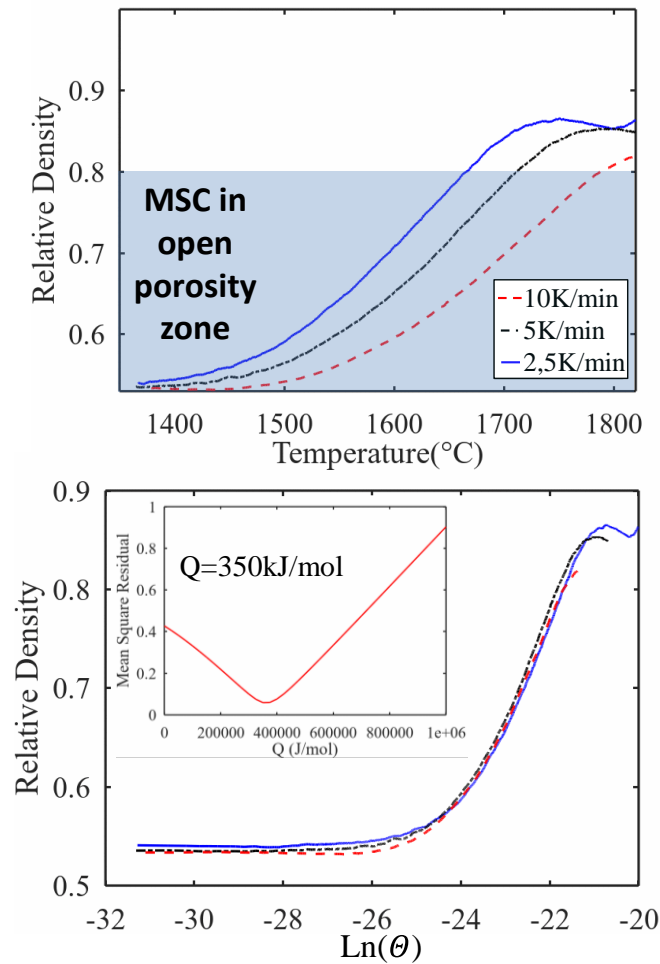 Relative Density
0.9
0.8
0.7
0.6
MSC in
open
porosity
zone
10K/min
5K/min
2,5K/min
1400 1500 1600 1700 1800
Temperature(°C)
Relative Density
0.9
0.8
0.7
0.6
0.5
Mean Square Residual
1
0.8
0.6
0.4
0.2
0
Q=350kJ/mol
0 200000 400000 600000 800000 1e+06
Q (J/mol)
-32 -30 -28 -26 -24 -22 -20
Ln(Θ)